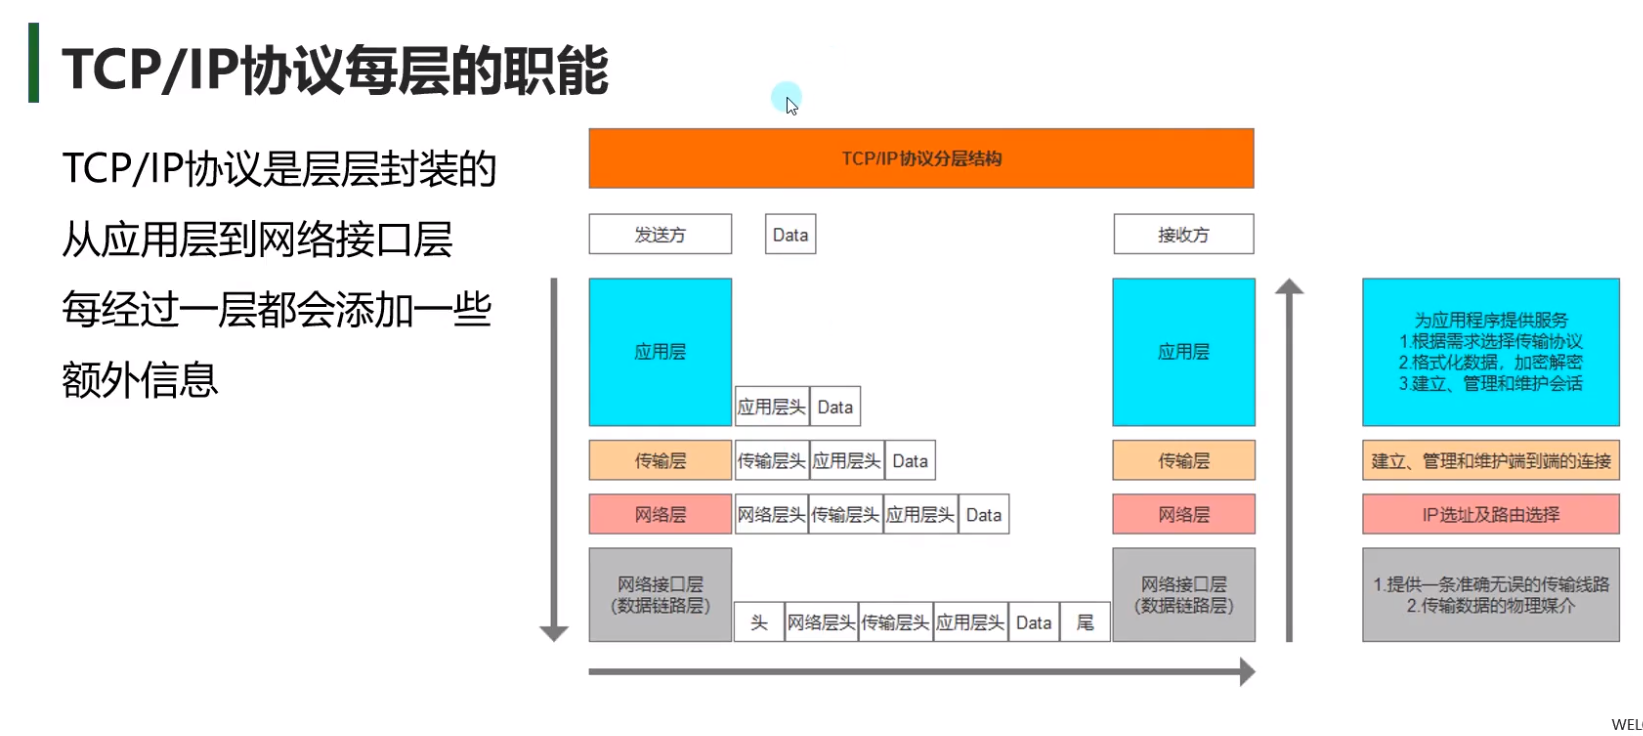 TCP/IP协议每层的职能
TCP/IP协议是层层封装的
从应用层到网络接口层
每经过一层都会添加一些
额外信息
TCP/IP协议分层结构
发送方
Data
接收方
应用层
应用层头
Data
应用层
为应用程序提供服务
1.根据需求选择传输协议
2.格式化数据，加密解密
3.建立、管理和维护会话
传输层
传输层头
应用层头
Data
传输层
建立、管理和维护端到端的连接
网络层
网络层头
传输层头
应用层头
Data
网络层
IP选址及路由选择
网络接口层
(数据链路层)
头
网络层头
传输层头
应用层头
Data
尾
网络接口层
(数据链路层)
1.提供一条准确无误的传输线路
2.传输数据的物理媒介